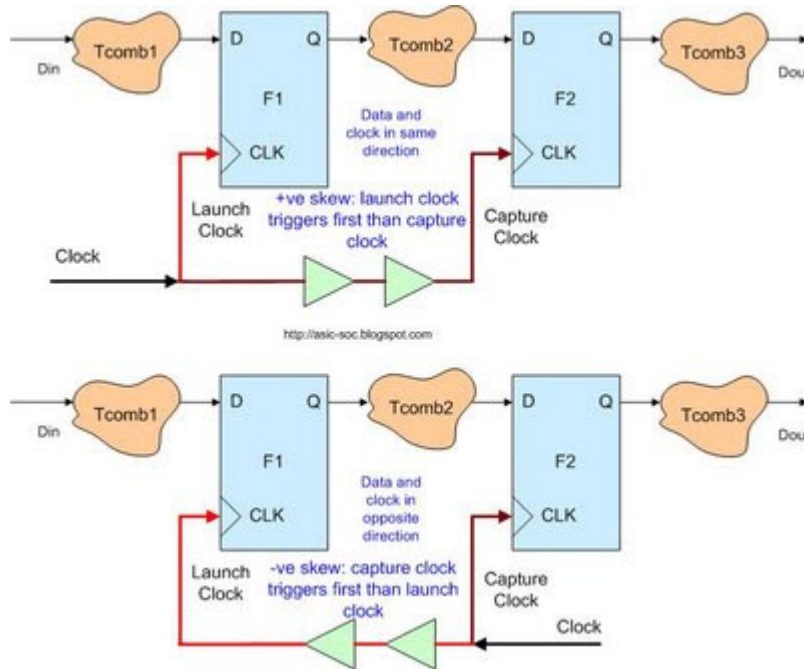 Din
Tcomb1
D
Q
F1
CLK
Tcomb2
D
Q
F2
CLK
Tcomb3
Dou
Data and
clock in same
direction
+ve skew: launch clock
triggers first than capture
clock
Launch
Clock
Capture
Clock
Clock
http://asic-soc.blogspot.com
Din
Tcomb1
D
Q
F1
CLK
Tcomb2
D
Q
F2
CLK
Tcomb3
Dou
Data and
clock in
opposite
direction
-ve skew: capture clock
triggers first than launch
clock
Launch
Clock
Capture
Clock
Clock